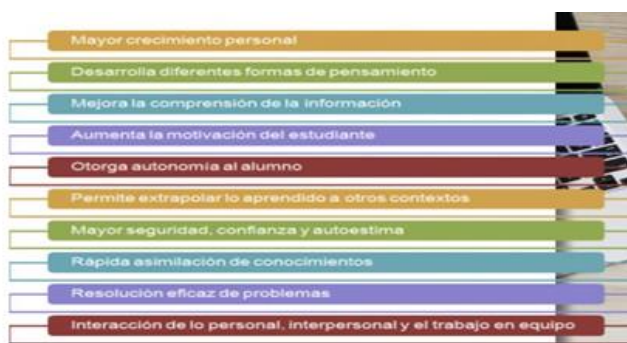 Mayor crecimiento personal
Desarrolla diferentes formas de pensamiento
Mejora la comprensión de la información
Aumenta la motivación del estudiante
Otorga autonomía al alumno
Permite extrapolar lo aprendido a otros contextos
Mayor seguridad, confianza y autoestima
Rápida asimilación de conocimientos
Resolución eficaz de problemas
Interacción de lo personal, interpersonal y el trabajo en equipo